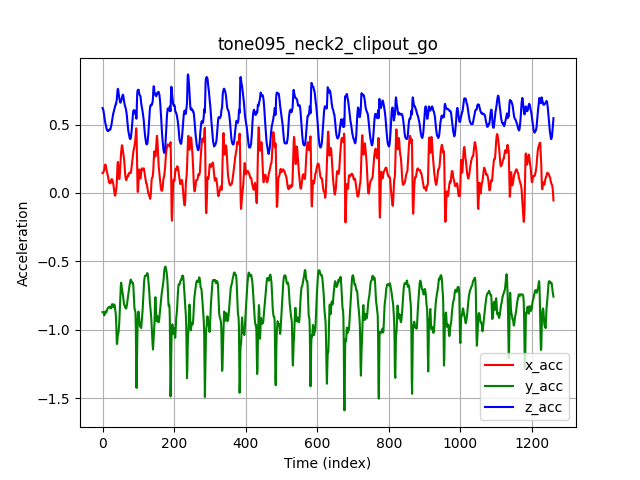 tone095_neck2_clipout_go
0.5
0.0
−0.5
−1.0
−1.5
Acceleration
0 200 400 600 800 1000 1200
Time (index)
x_acc
y_acc
z_acc